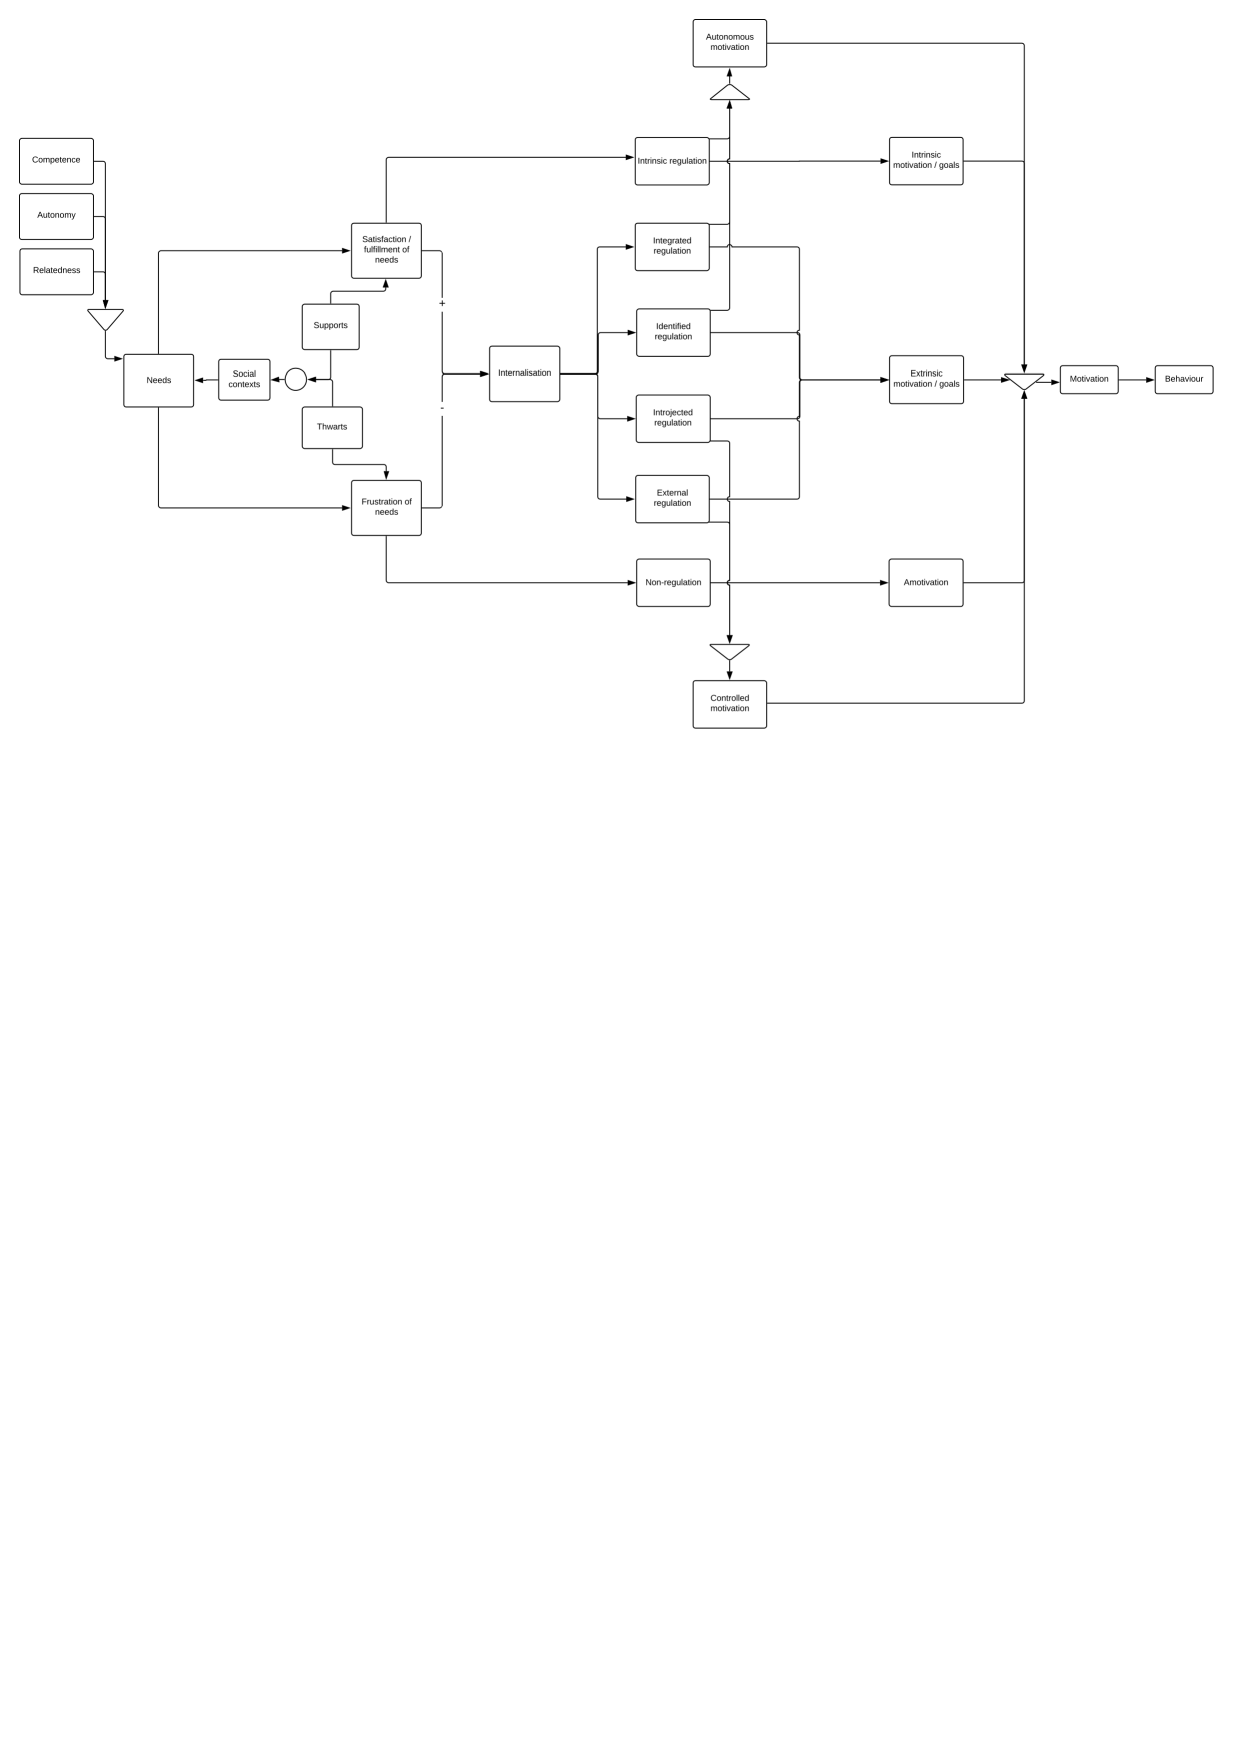 Autonomous
motivation
Competence
Autonomy
Relatedness
Intrinsic regulation
Intrinsic
motivation / goals
Satisfaction /
fulfillment of
needs
Integrated
regulation
+
Supports
Identified
regulation
Needs
Social
contexts
Internalisation
Extrinsic
motivation / goals
Motivation
Behaviour
-
Thwarts
Introjected
regulation
Frustration of
needs
External
regulation
Non-regulation
Amotivation
Controlled
motivation